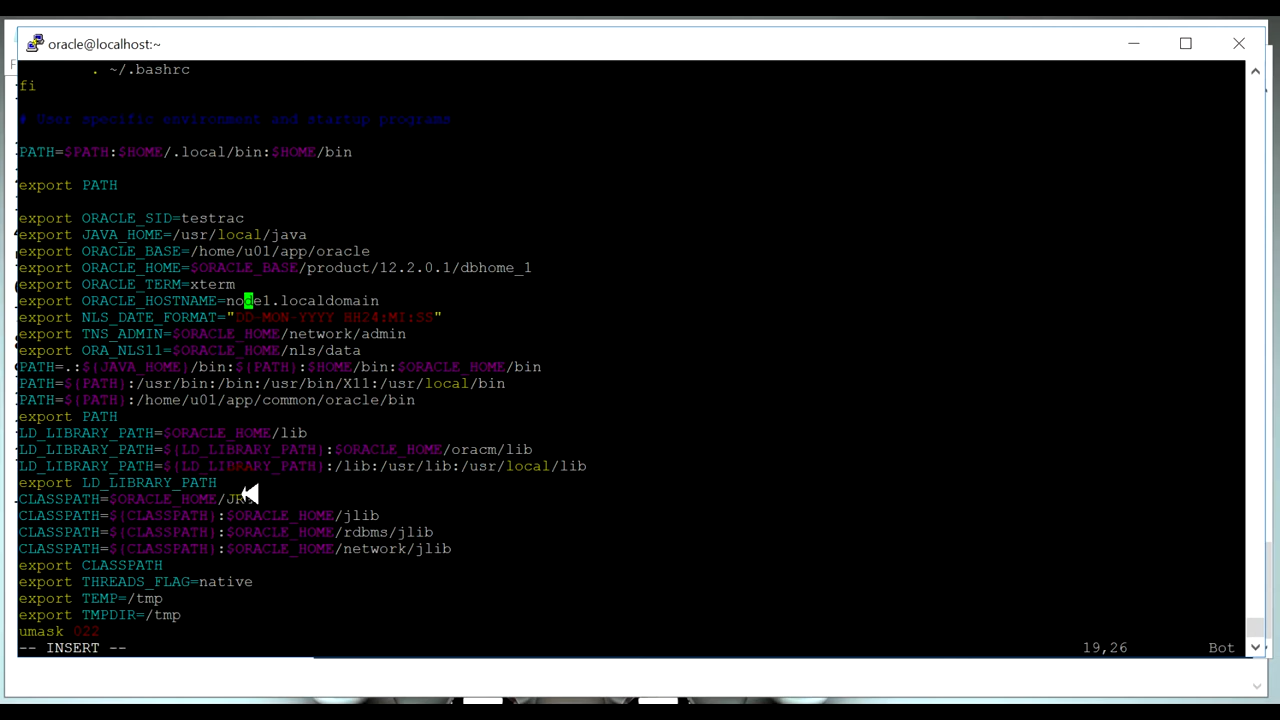 oracle@localhost:~
. ~/.bashrc
fi
# User specific environment and startup programs
PATH=$PATH:$HOME/.local/bin:$HOME/bin
export PATH
export ORACLE_SID=testrac
export JAVA_HOME=/usr/local/java
export ORACLE_BASE=/home/u01/app/oracle
export ORACLE_HOME=$ORACLE_BASE/product/12.2.0.1/dbhome_1
export ORACLE_TERM=xterm
export ORACLE_HOSTNAME=node1.localdomain
export NLS_DATE_FORMAT="DD-MON-YYYY HH24:MI:SS"
export TNS_ADMIN=$ORACLE_HOME/network/admin
export ORA_NLS11=$ORACLE_HOME/nls/data
PATH=.:${JAVA_HOME}/bin:${PATH}:$HOME/bin:$ORACLE_HOME/bin
PATH=${PATH}:/usr/bin:/bin:/usr/bin/X11:/usr/local/bin
PATH=${PATH}:/home/u01/app/common/oracle/bin
export PATH
LD_LIBRARY_PATH=$ORACLE_HOME/lib
LD_LIBRARY_PATH=${LD_LIBRARY_PATH}:$ORACLE_HOME/oracm/lib
LD_LIBRARY_PATH=${LD_LIBRARY_PATH}:/lib:/usr/lib:/usr/local/lib
export LD_LIBRARY_PATH
CLASSPATH=$ORACLE_HOME/
CLASSPATH=${CLASSPATH}:$ORACLE_HOME/jlib
CLASSPATH=${CLASSPATH}:$ORACLE_HOME/rdbms/jlib
CLASSPATH=${CLASSPATH}:$ORACLE_HOME/network/jlib
export CLASSPATH
export THREADS_FLAG=native
export TEMP=/tmp
export TMPDIR=/tmp
umask 022
-- INSERT -- 19,26 Bot